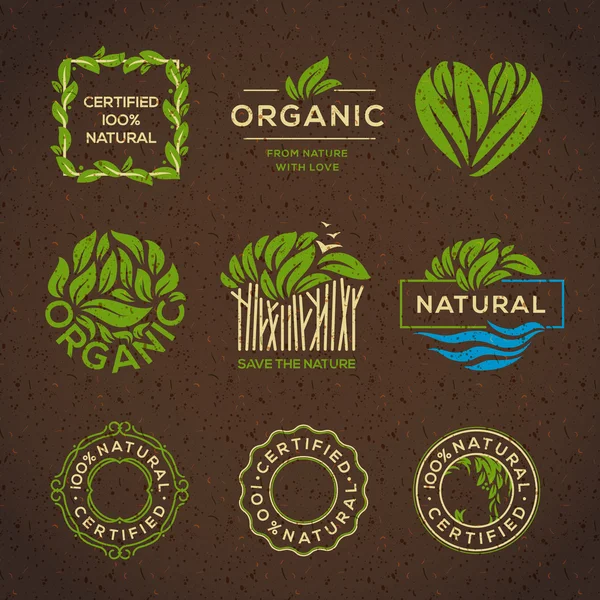 CERTIFIED
100%
NATURAL
ORGANIC
FROM NATURE
WITH LOVE
ORGANIC
SAVE THE NATURE
NATURAL
100% NATURAL
· CERTIFIED ·
CERTIFIED
· 100% NATURAL ·
100% NATURAL
· CERTIFIED ·